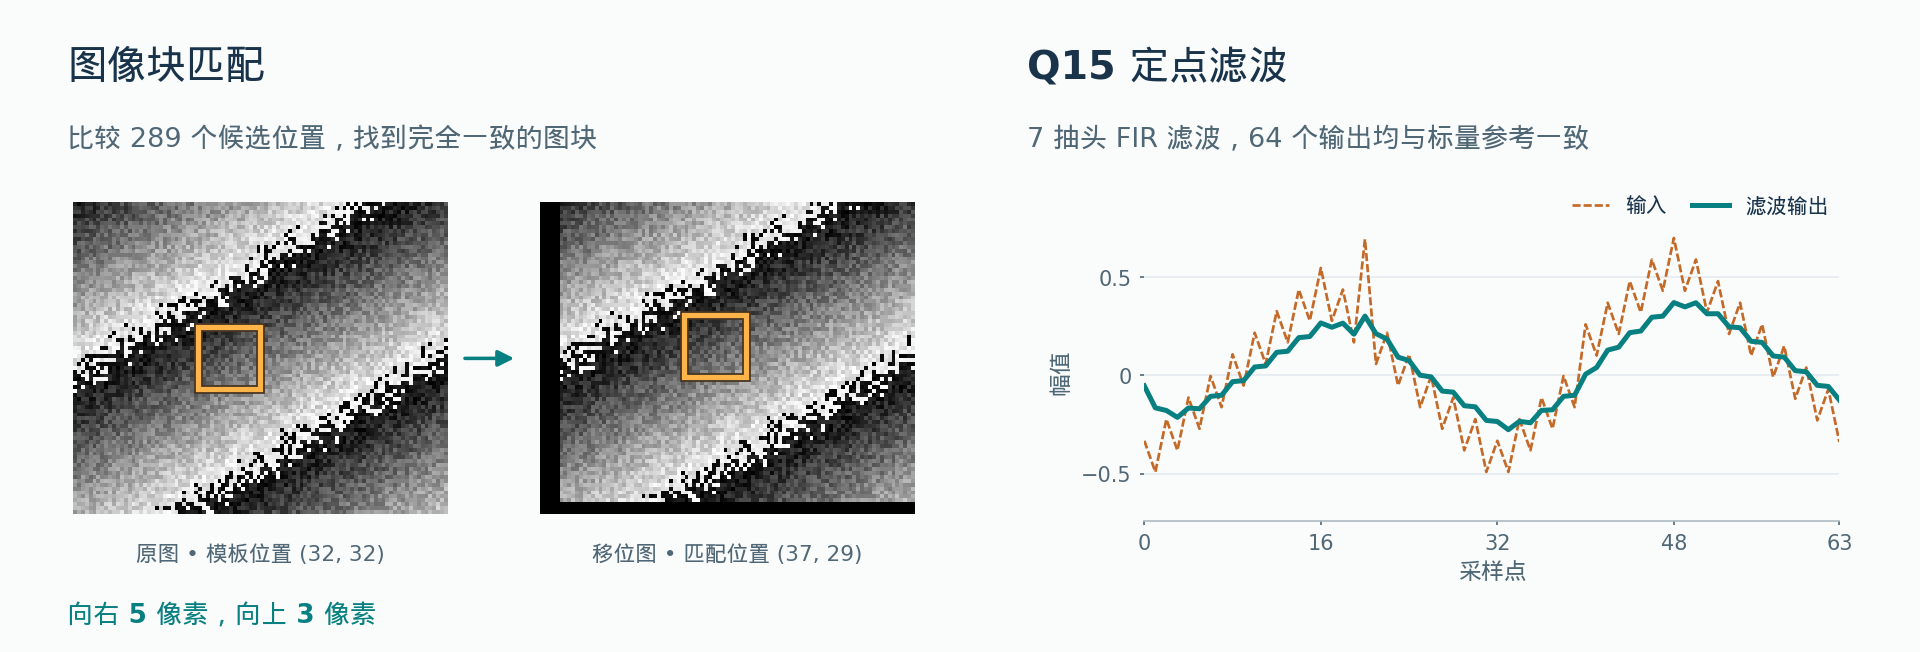 图像块匹配
比较 289 个候选位置，找到完全一致的图块
原图 • 模板位置 (32, 32)
移位图 • 匹配位置 (37, 29)
向右 5 像素，向上 3 像素
Q15 定点滤波
7 抽头 FIR 滤波，64 个输出均与标量参考一致
输入
滤波输出
幅值
0.5
0
−0.5
0 16 32 48 63
采样点